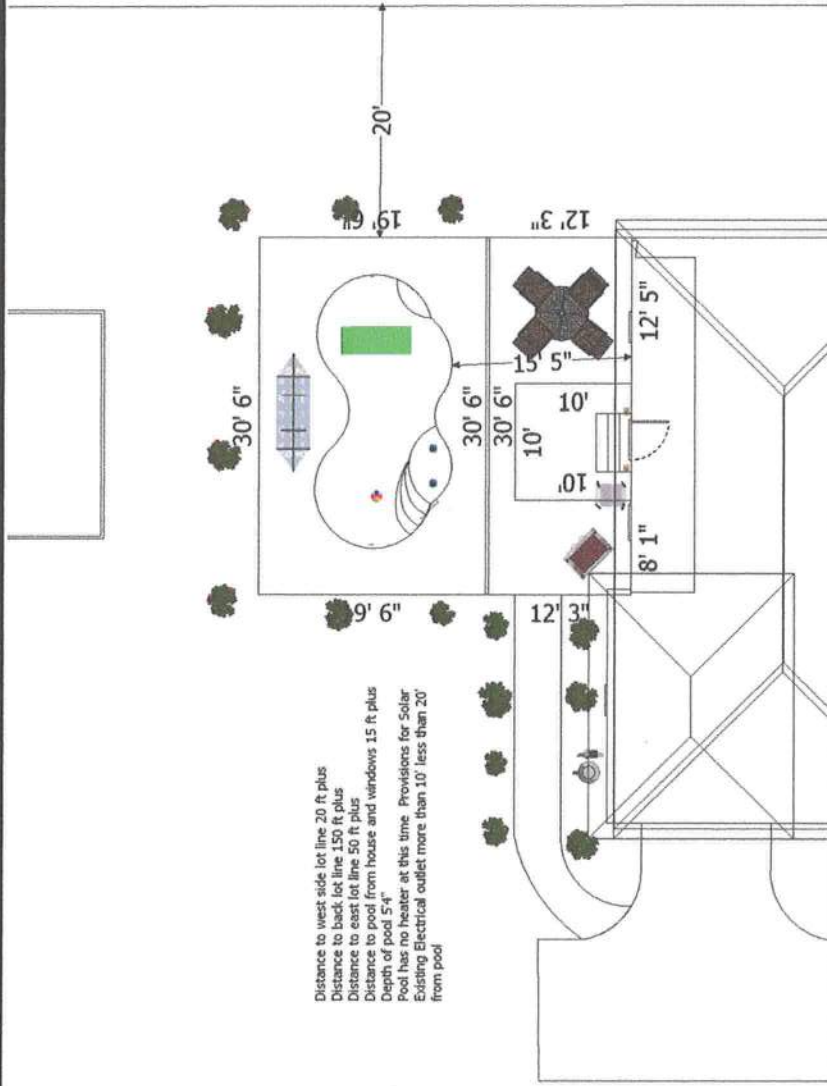 20'
19' 6"
12' 3"
30' 6"
30' 6"
30' 6"
15' 5"
12' 5"
10'
10'
10'
8' 1"
9' 6"
12' 3"
Distance to west side lot line 20 ft plus
Distance to back lot line 150 ft plus
Distance to east lot line 50 ft plus
Distance to pool from house and windows 15 ft plus
Depth of pool 5'4"
Pool has no heater at this time Provisions for Solar
Existing Electrical outlet more than 10' less than 20'
from pool